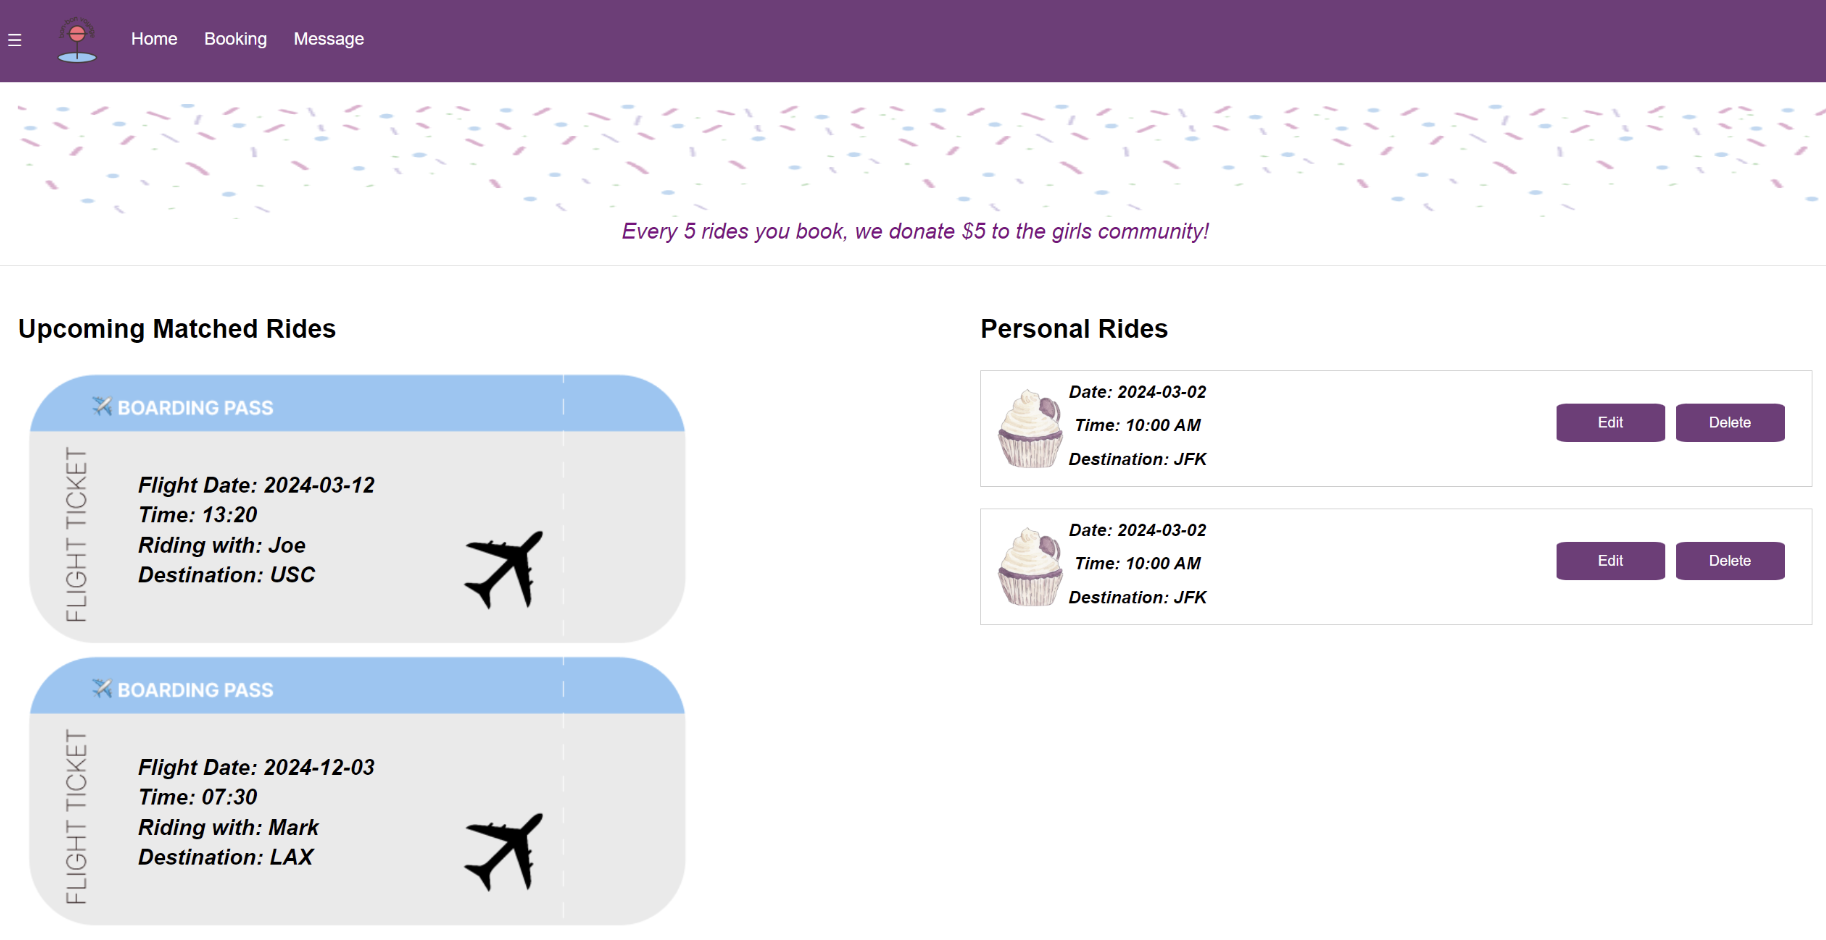 Home Booking Message
Every 5 rides you book, we donate $5 to the girls community!
Upcoming Matched Rides
BOARDING PASS
FLIGHT TICKET
Flight Date: 2024-03-12
Time: 13:20
Riding with: Joe
Destination: USC
BOARDING PASS
FLIGHT TICKET
Flight Date: 2024-12-03
Time: 07:30
Riding with: Mark
Destination: LAX
Personal Rides
Date: 2024-03-02
Time: 10:00 AM
Destination: JFK
Edit Delete
Date: 2024-03-02
Time: 10:00 AM
Destination: JFK
Edit Delete